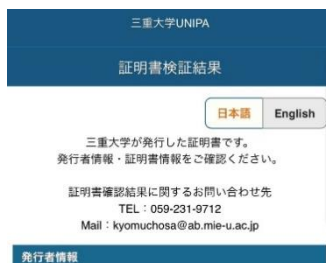 三重大学UNIPA
証明書検証結果
日本語 English
三重大学が発行した証明書です。
発行者情報・証明書情報をご確認ください。
証明書確認結果に関するお問い合わせ先
TEL：059-231-9712
Mail：kyomuchosa@ab.mie-u.ac.jp
発行者情報